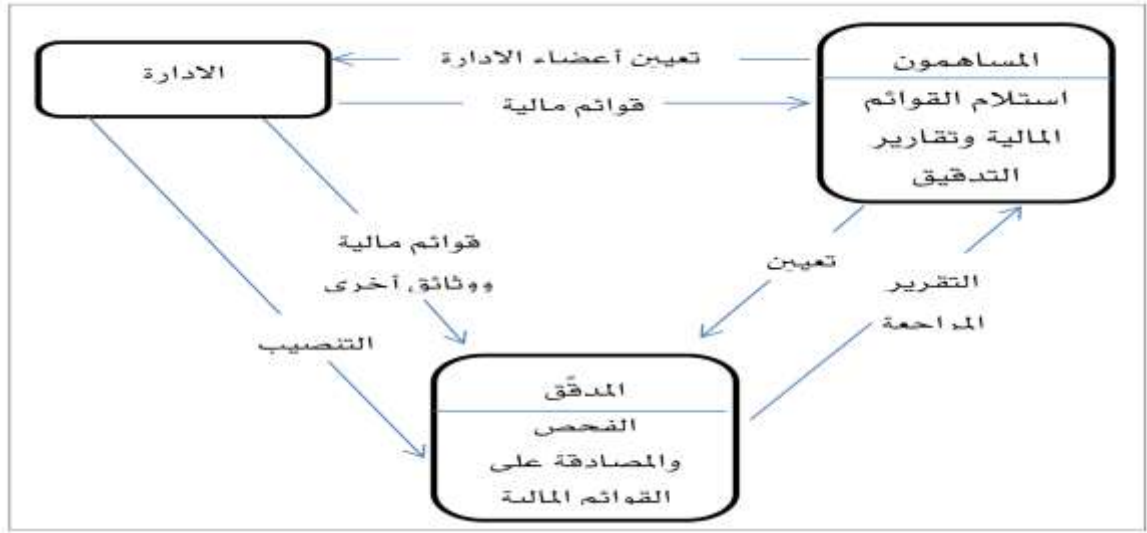 المساهمون
استلام القوائم
المالية وتقارير
التدقيق
تعيين أعضاء الادارة
قوائم مالية
الادارة
قوائم مالية
ووثائق أخرى
التنصيب
تعيين
التقرير
المراجعة
المدقّق
الفحص
والمصادقة على
القوائم المالية